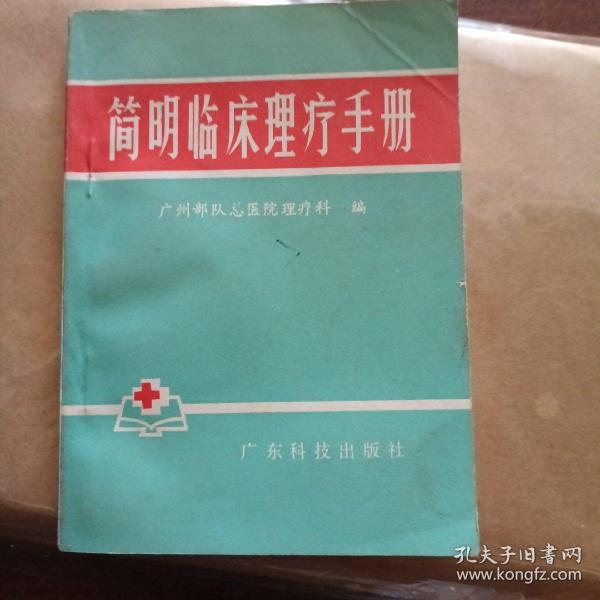 简明临床理疗手册
广州部队总医院理疗科 编
广东科技出版社
孔夫子旧书网
www.kongfz.com